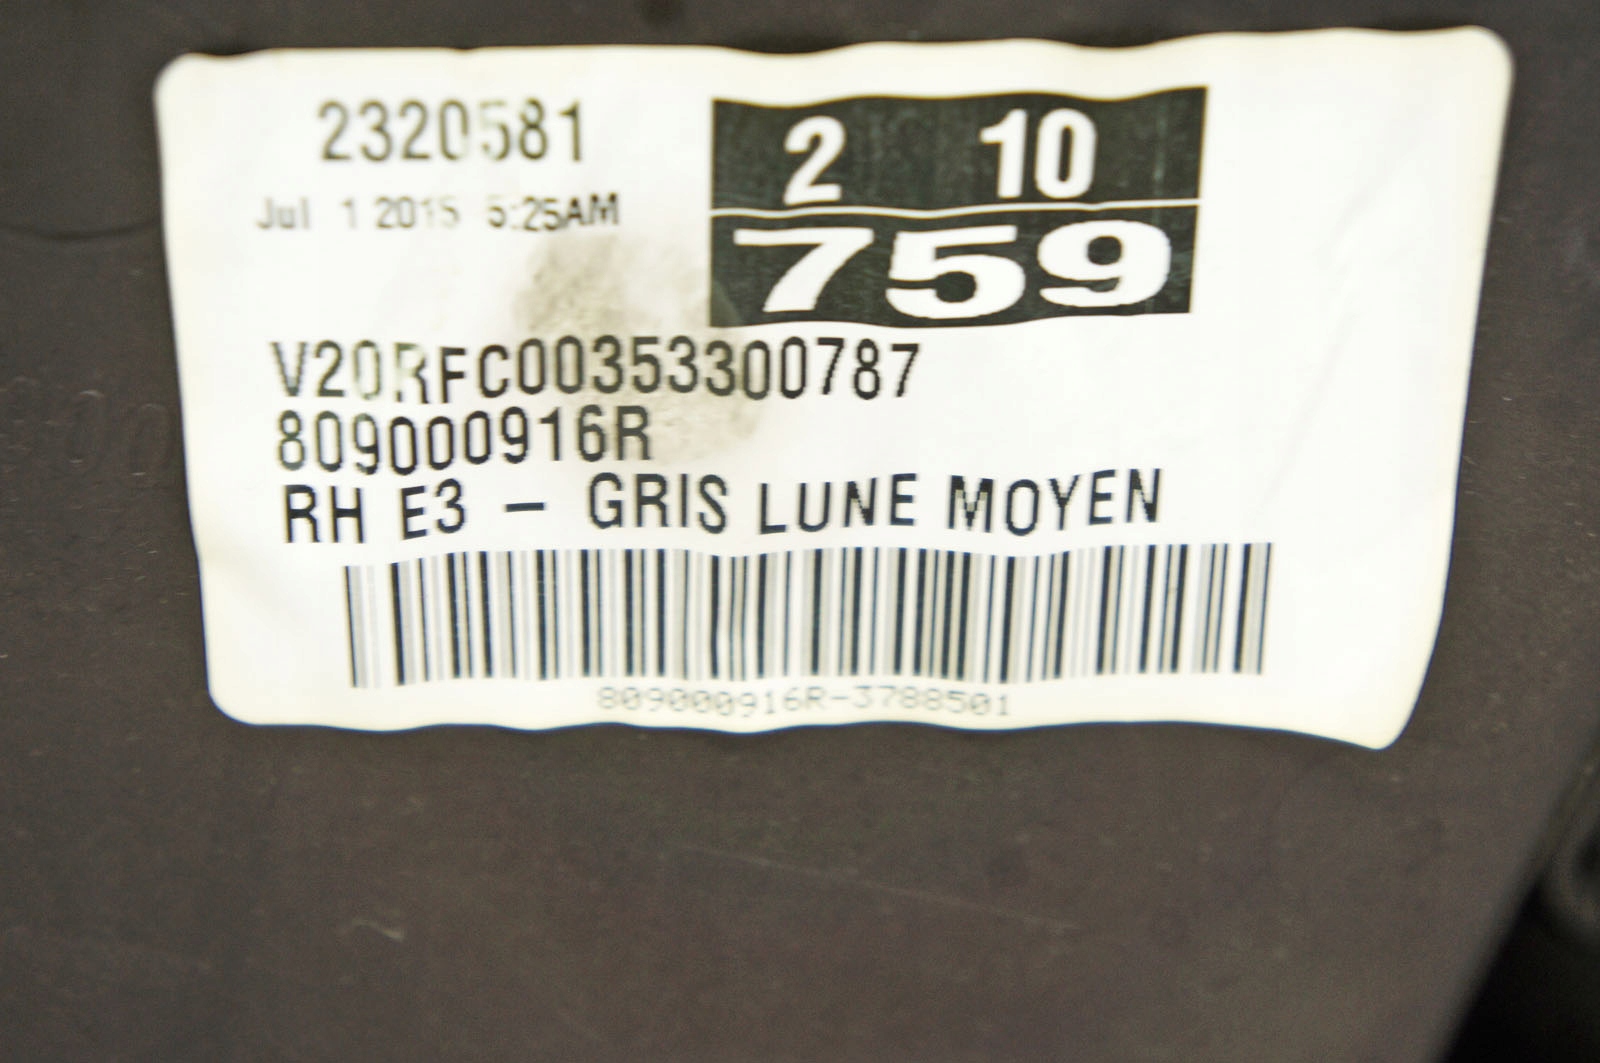 2320581
Jul 1 2015 5:25AM
2 10
759
V20RFC00353300787
809000916R
RH E3 - GRIS LUNE MOYEN
809000916R-3788501